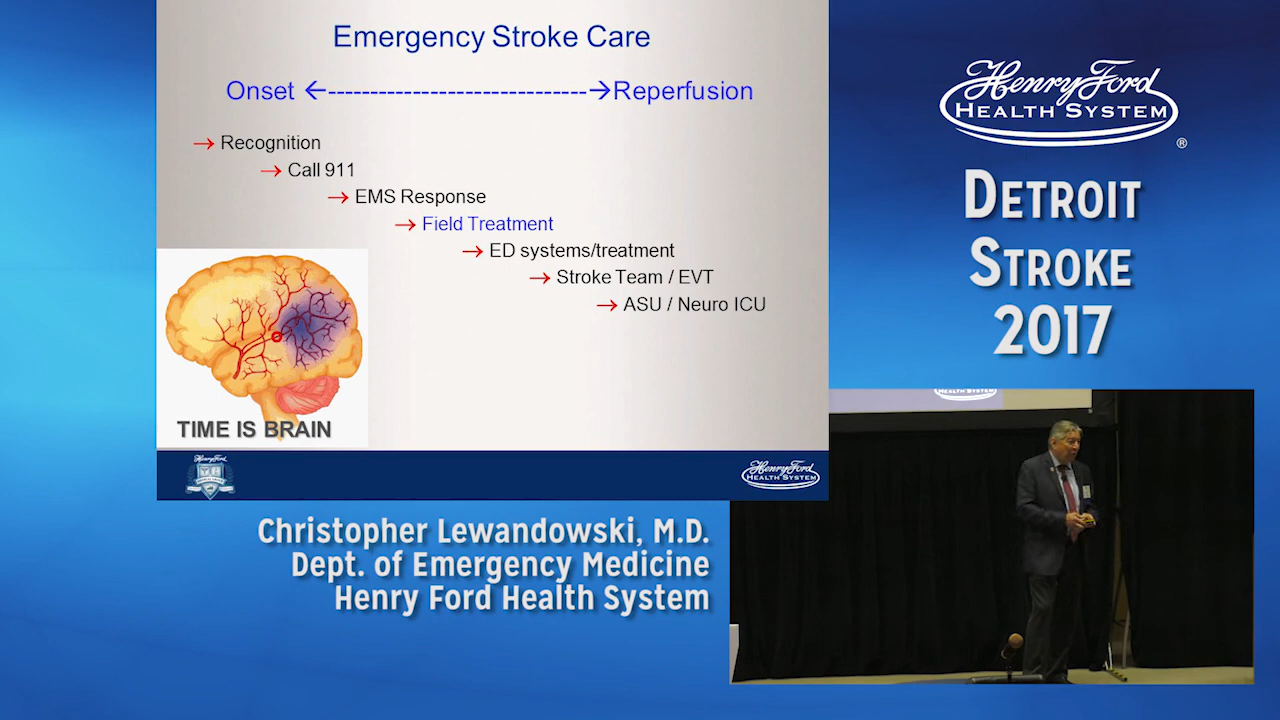 Emergency Stroke Care
Onset ←------------------------------→Reperfusion
→ Recognition
→ Call 911
→ EMS Response
→ Field Treatment
→ ED systems/treatment
→ Stroke Team / EVT
→ ASU / Neuro ICU
TIME IS BRAIN
Henry Ford
HEALTH SYSTEM
Henry Ford
HEALTH SYSTEM®
DETROIT
STROKE
2017
HEALTH SYSTEM
Christopher Lewandowski, M.D.
Dept. of Emergency Medicine
Henry Ford Health System